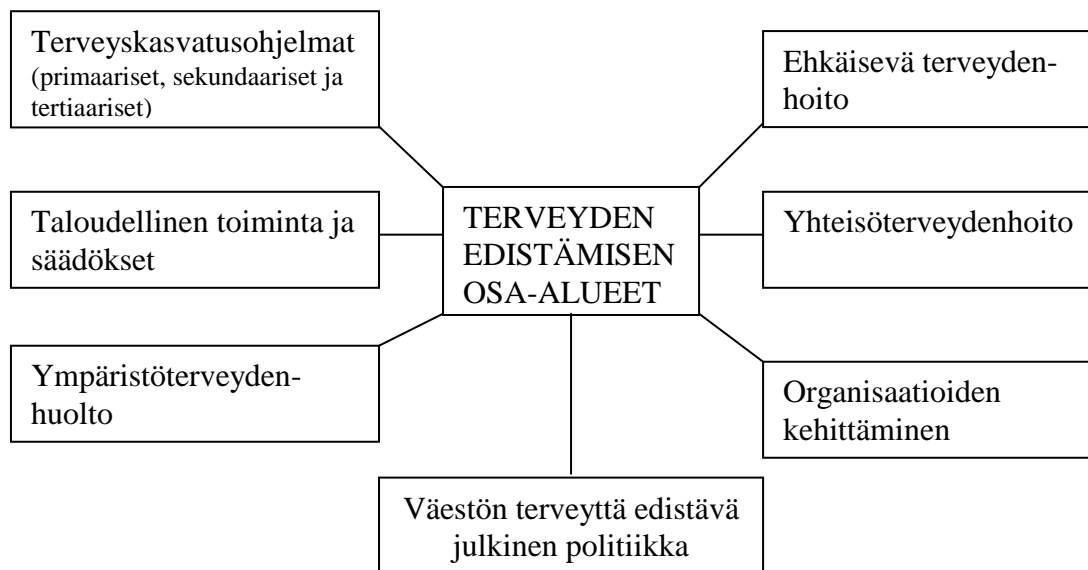 Terveyskasvatusohjelmat
(primaariset, sekundaariset ja
tertiaariset)
Ehkäisevä terveyden-
hoito
Taloudellinen toiminta ja
säädökset
TERVEYDEN
EDISTÄMISEN
OSA-ALUEET
Yhteisöterveydenhoito
Ympäristöterveyden-
huolto
Organisaatioiden
kehittäminen
Väestön terveyttä edistävä
julkinen politiikka